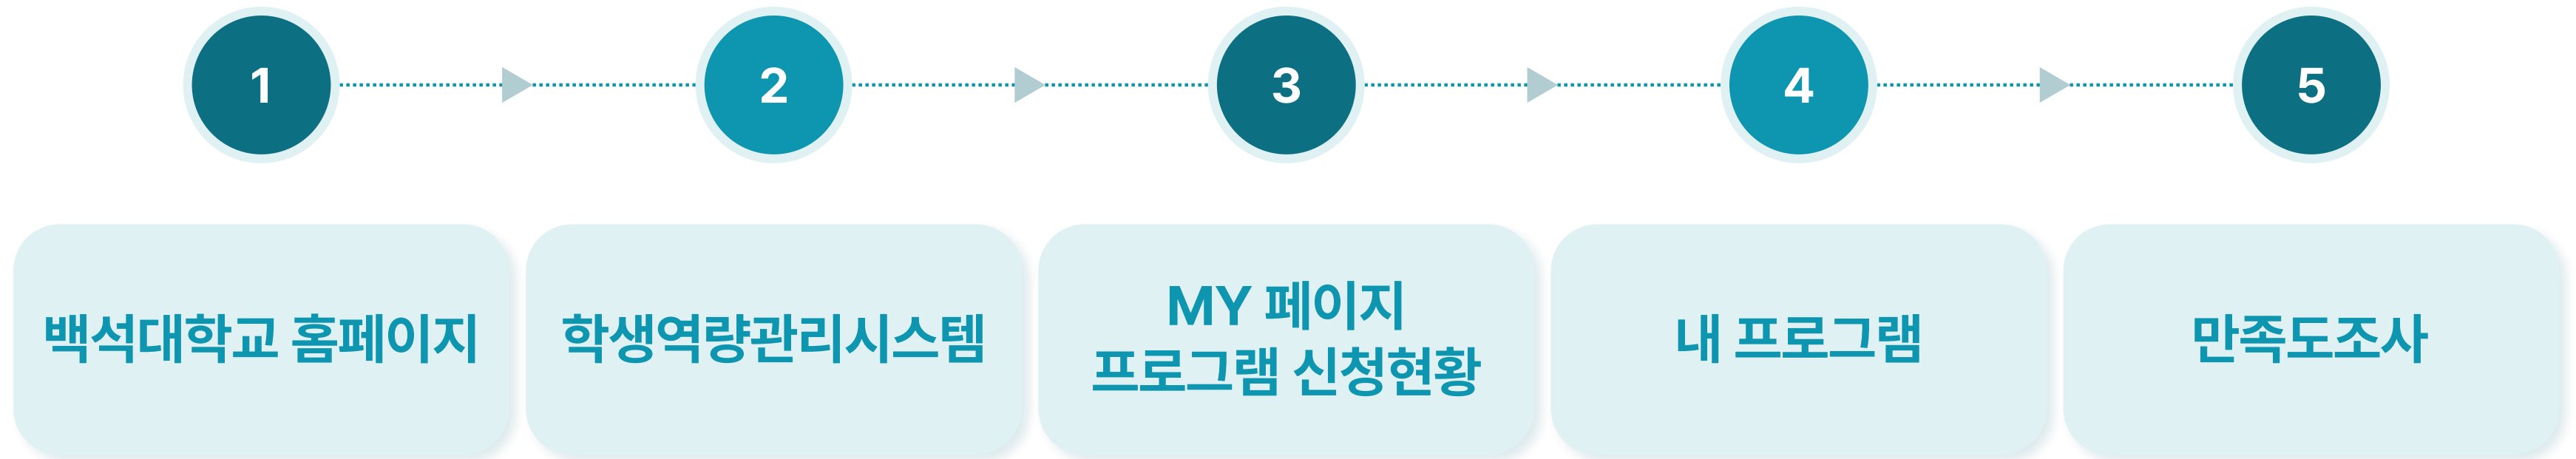 1
2
3
4
5
백석대학교 홈페이지
학생역량관리시스템
MY 페이지
프로그램 신청현황
내 프로그램
만족도조사